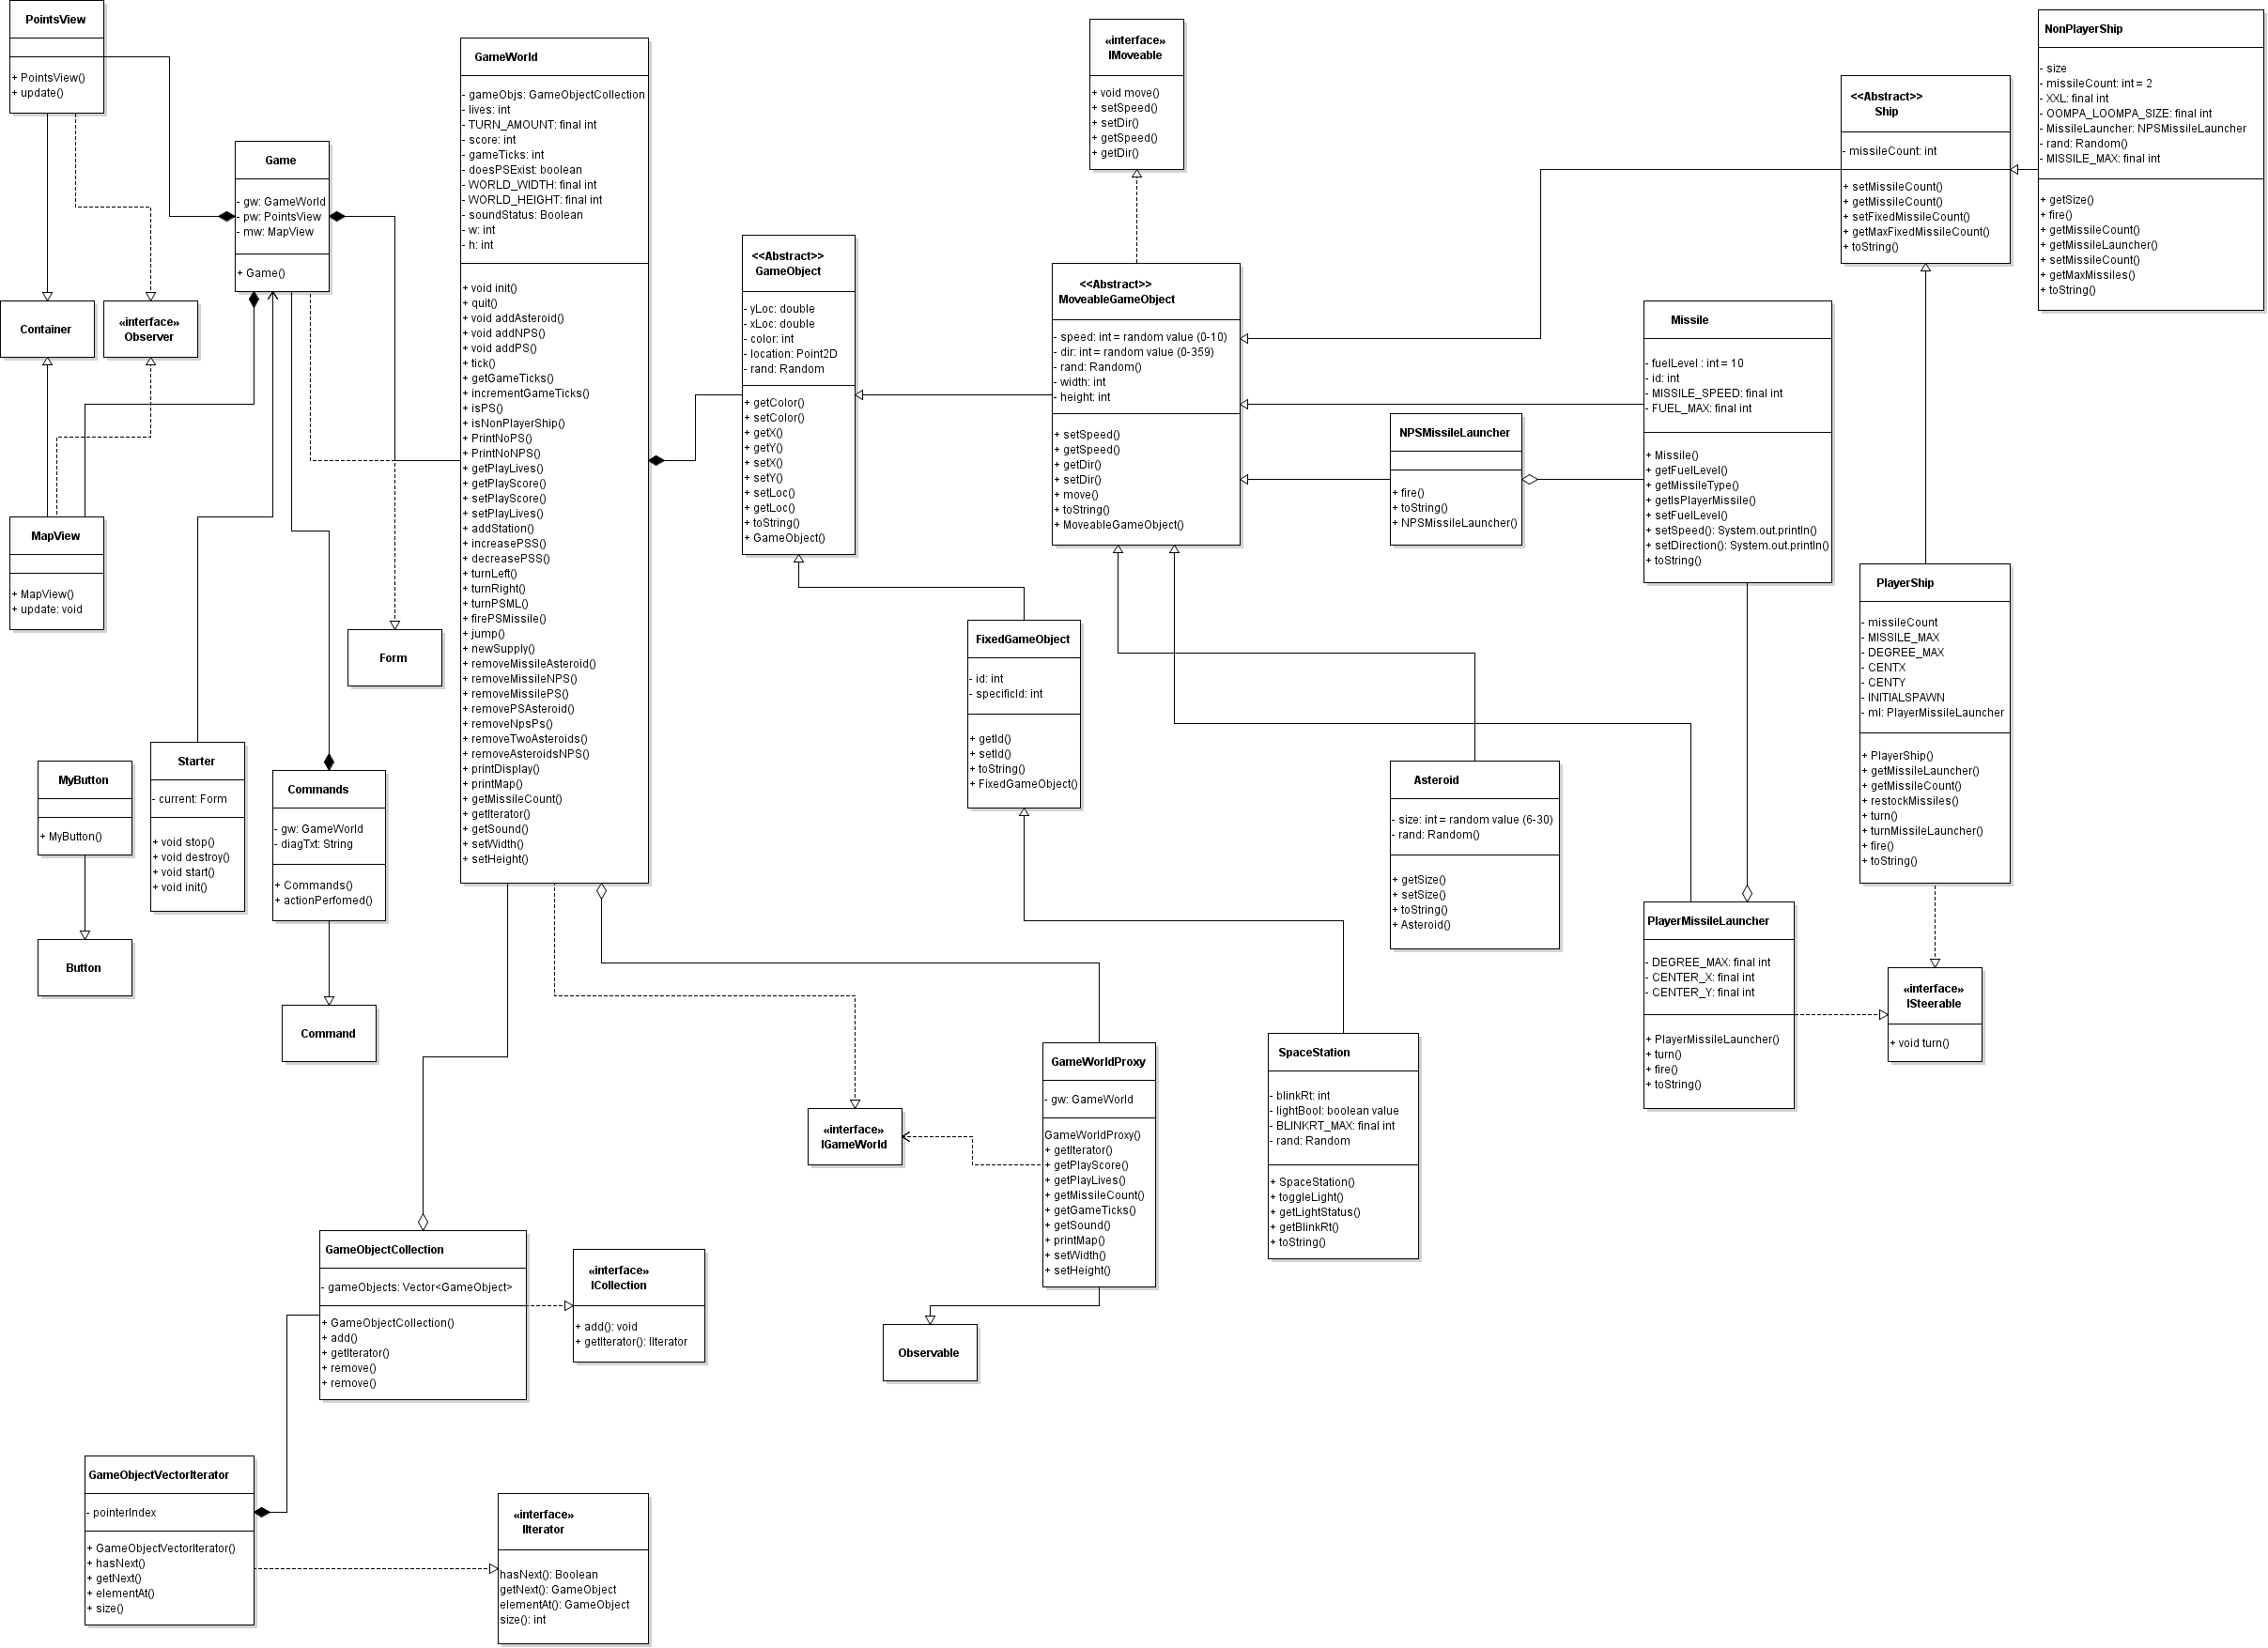 PointsView
+ PointsView()
+ update()
Game
- gw: GameWorld
- pw: PointsView
- mw: MapView
+ Game()
Container
«interface»
Observer
MapView
+ MapView()
+ update: void
Form
MyButton
+ MyButton()
Button
Starter
- current: Form
+ void stop()
+ void destroy()
+ void start()
+ void init()
Commands
- gw: GameWorld
- diagTxt: String
+ Commands()
+ actionPerfomed()
Command
GameWorld
- gameObjs: GameObjectCollection
- lives: int
- TURN_AMOUNT: final int
- score: int
- gameTicks: int
- doesPSExist: boolean
- WORLD_WIDTH: final int
- WORLD_HEIGHT: final int
- soundStatus: Boolean
- w: int
- h: int
+ void init()
+ quit()
+ void addAsteroid()
+ void addNPS()
+ void addPS()
+ tick()
+ getGameTicks()
+ incrementGameTicks()
+ isPS()
+ isNonPlayerShip()
+ PrintNoPS()
+ PrintNoNPS()
+ getPlayLives()
+ getPlayScore()
+ setPlayScore()
+ setPlayLives()
+ addStation()
+ increasePSS()
+ decreasePSS()
+ turnLeft()
+ turnRight()
+ turnPSML()
+ firePSMissile()
+ jump()
+ newSupply()
+ removeMissileAsteroid()
+ removeMissileNPS()
+ removeMissilePS()
+ removePSAsteroid()
+ removeNpsPs()
+ removeTwoAsteroids()
+ removeAsteroidsNPS()
+ printDisplay()
+ printMap()
+ getMissileCount()
+ getIterator()
+ getSound()
+ setWidth()
+ setHeight()
<<Abstract>>
GameObject
- yLoc: double
- xLoc: double
- color: int
- location: Point2D
- rand: Random
+ getColor()
+ setColor()
+ getX()
+ getY()
+ setX()
+ setY()
+ setLoc()
+ getLoc()
+ toString()
+ GameObject()
«interface»
IMoveable
+ void move()
+ setSpeed()
+ setDir()
+ getSpeed()
+ getDir()
<<Abstract>>
MoveableGameObject
- speed: int = random value (0-10)
- dir: int = random value (0-359)
- rand: Random()
- width: int
- height: int
+ setSpeed()
+ getSpeed()
+ getDir()
+ setDir()
+ move()
+ toString()
+ MoveableGameObject()
FixedGameObject
- id: int
- specificId: int
+ getId()
+ setId()
+ toString()
+ FixedGameObject()
NPSMissileLauncher
+ fire()
+ toString()
+ NPSMissileLauncher()
Missile
- fuelLevel : int = 10
- id: int
- MISSILE_SPEED: final int
- FUEL_MAX: final int
+ Missile()
+ getFuelLevel()
+ getMissileType()
+ getIsPlayerMissile()
+ setFuelLevel()
+ setSpeed(): System.out.println()
+ setDirection(): System.out.println()
+ toString()
<<Abstract>>
Ship
- missileCount: int
+ setMissileCount()
+ getMissileCount()
+ setFixedMissileCount()
+ getMaxFixedMissileCount()
+ toString()
NonPlayerShip
- size
- missileCount: int = 2
- XXL: final int
- OOMPA_LOOMPA_SIZE: final int
- MissileLauncher: NPSMissileLauncher
- rand: Random()
- MISSILE_MAX: final int
+ getSize()
+ fire()
+ getMissileCount()
+ getMissileLauncher()
+ setMissileCount()
+ getMaxMissiles()
+ toString()
PlayerShip
- missileCount
- MISSILE_MAX
- DEGREE_MAX
- CENTX
- CENTY
- INITIALSPAWN
- ml: PlayerMissileLauncher
+ PlayerShip()
+ getMissileLauncher()
+ getMissileCount()
+ restockMissiles()
+ turn()
+ turnMissileLauncher()
+ fire()
+ toString()
Asteroid
- size: int = random value (6-30)
- rand: Random()
+ getSize()
+ setSize()
+ toString()
+ Asteroid()
PlayerMissileLauncher
- DEGREE_MAX: final int
- CENTER_X: final int
- CENTER_Y: final int
+ PlayerMissileLauncher()
+ turn()
+ fire()
+ toString()
«interface»
ISteerable
+ void turn()
SpaceStation
- blinkRt: int
- lightBool: boolean value
- BLINKRT_MAX: final int
- rand: Random
+ SpaceStation()
+ toggleLight()
+ getLightStatus()
+ getBlinkRt()
+ toString()
GameWorldProxy
- gw: GameWorld
GameWorldProxy()
+ getIterator()
+ getPlayScore()
+ getPlayLives()
+ getMissileCount()
+ getGameTicks()
+ getSound()
+ printMap()
+ setWidth()
+ setHeight()
«interface»
IGameWorld
Observable
GameObjectCollection
- gameObjects: Vector<GameObject>
+ GameObjectCollection()
+ add()
+ getIterator()
+ remove()
+ remove()
«interface»
ICollection
+ add(): void
+ getIterator(): IIterator
GameObjectVectorIterator
- pointerIndex
+ GameObjectVectorIterator()
+ hasNext()
+ getNext()
+ elementAt()
+ size()
«interface»
IIterator
hasNext(): Boolean
getNext(): GameObject
elementAt(): GameObject
size(): int